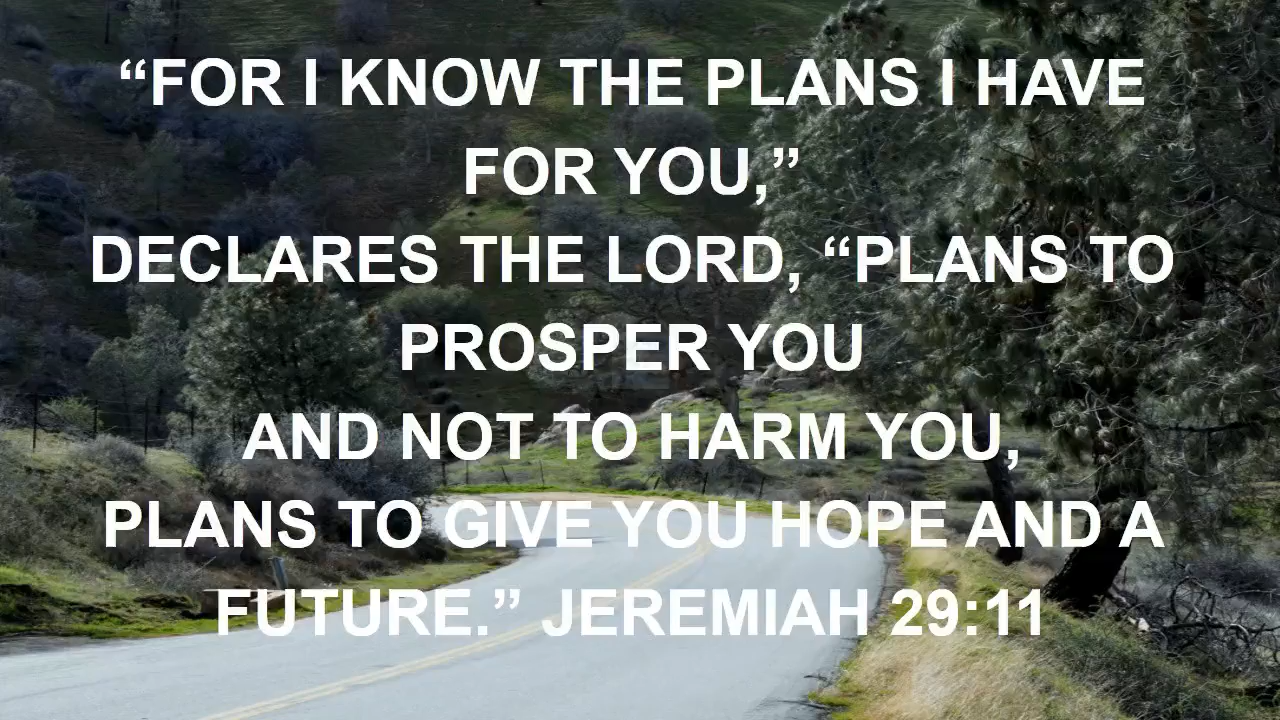 “FOR I KNOW THE PLANS I HAVE
FOR YOU,”
DECLARES THE LORD, “PLANS TO
PROSPER YOU
AND NOT TO HARM YOU,
PLANS TO GIVE YOU HOPE AND A
FUTURE.” JEREMIAH 29:11